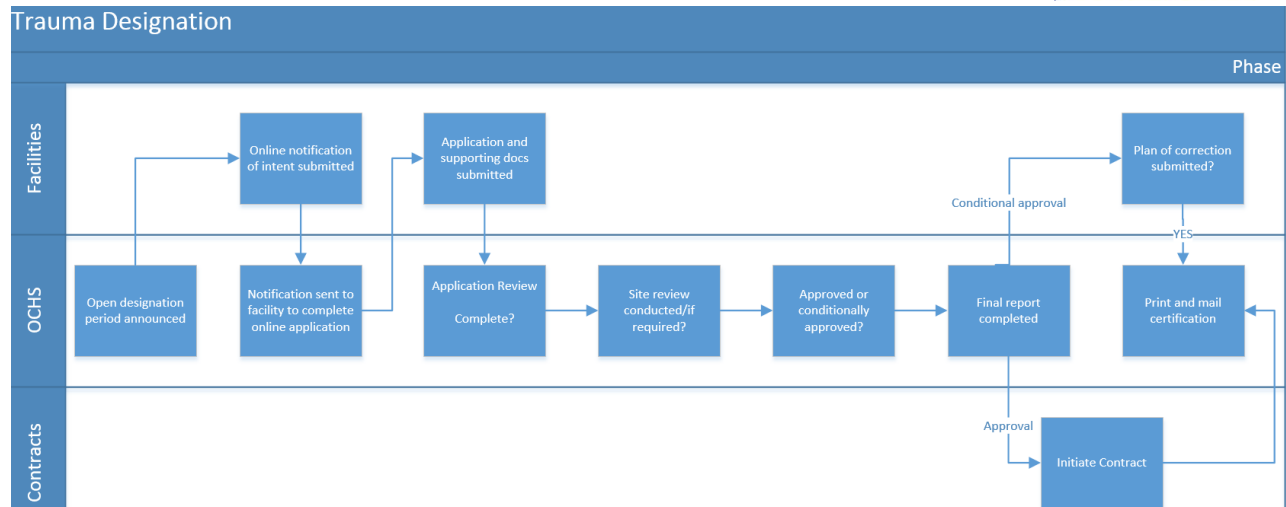 Trauma Designation
Phase
Facilities
Online notification
of intent submitted
Application and
supporting docs
submitted
Plan of correction
submitted?
Conditional approval
YES
OCHS
Open designation
period announced
Notification sent to
facility to complete
online application
Application Review
Complete?
Site review
conducted/if
required?
Approved or
conditionally
approved?
Final report
completed
Print and mail
certification
Contracts
Approval
Initiate Contract